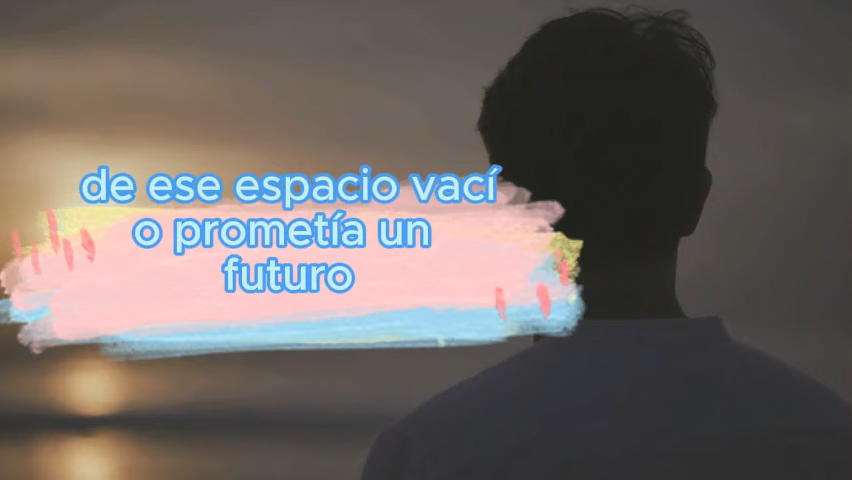 de ese espacio vací
o prometía un
futuro